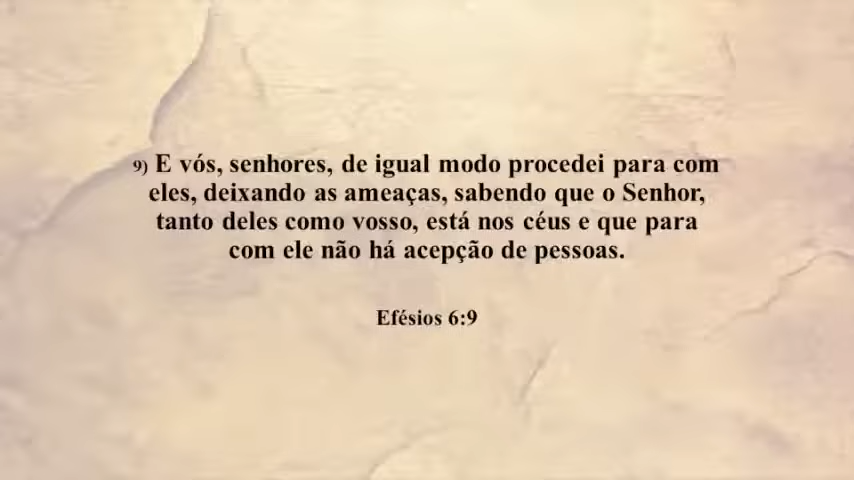 9) E vós, senhores, de igual modo procedei para com
eles, deixando as ameaças, sabendo que o Senhor,
tanto deles como vosso, está nos céus e que para
com ele não há acepção de pessoas.
Efésios 6:9